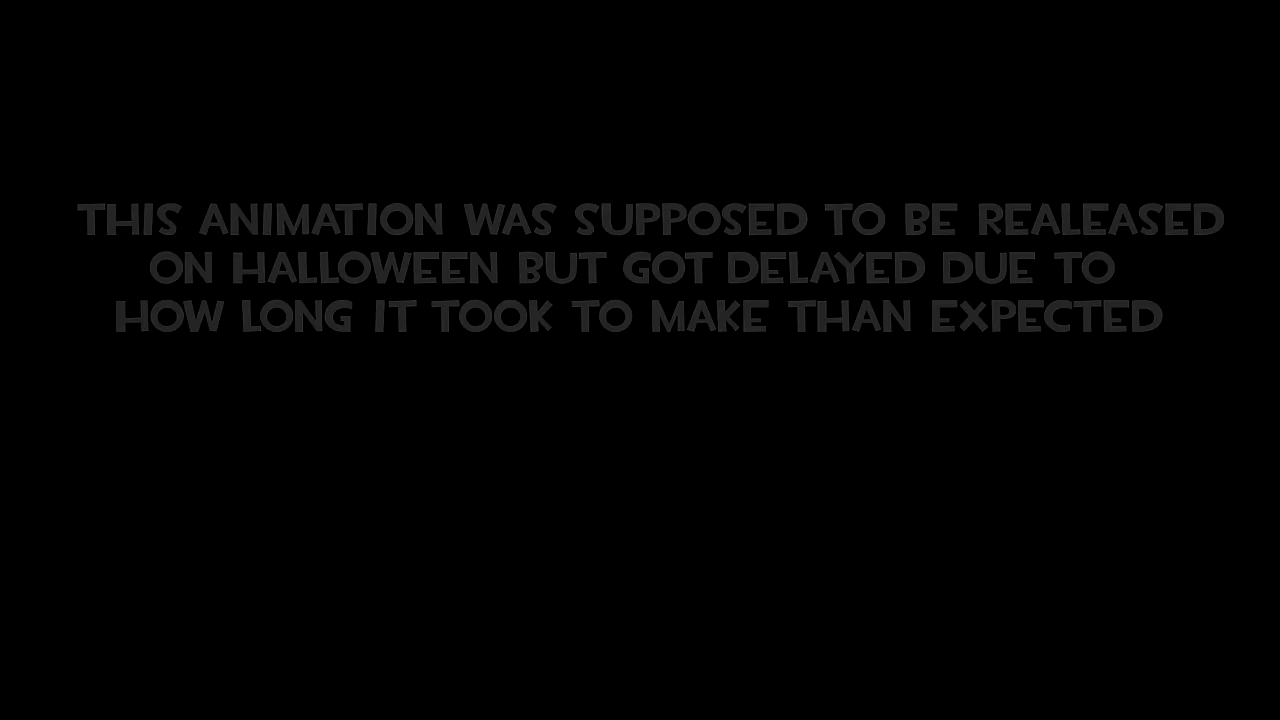 THIS ANIMATION WAS SUPPOSED TO BE REALEASED
ON HALLOWEEN BUT GOT DELAYED DUE TO
HOW LONG IT TOOK TO MAKE THAN EXPECTED